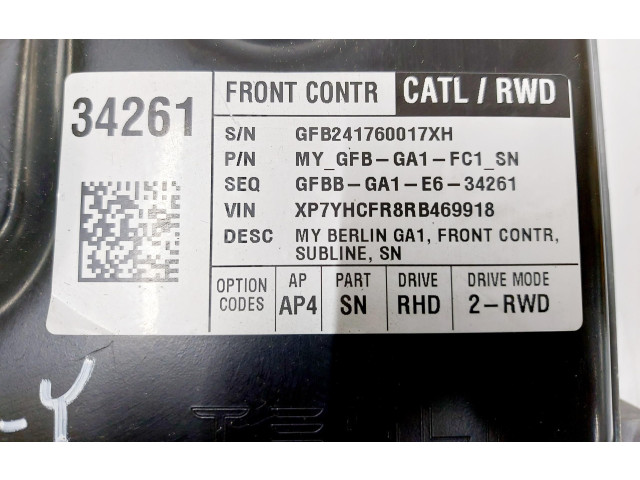 34261
FRONT CONTR CATL / RWD
S/N GFB241760017XH
P/N MY_GFB-GA1-FC1_SN
SEQ GFBB-GA1-E6-34261
VIN XP7YHCFR8RB469918
DESC MY BERLIN GA1, FRONT CONTR,
SUBLINE, SN
OPTION CODES
AP AP4
PART SN
DRIVE RHD
DRIVE MODE 2-RWD
-Y